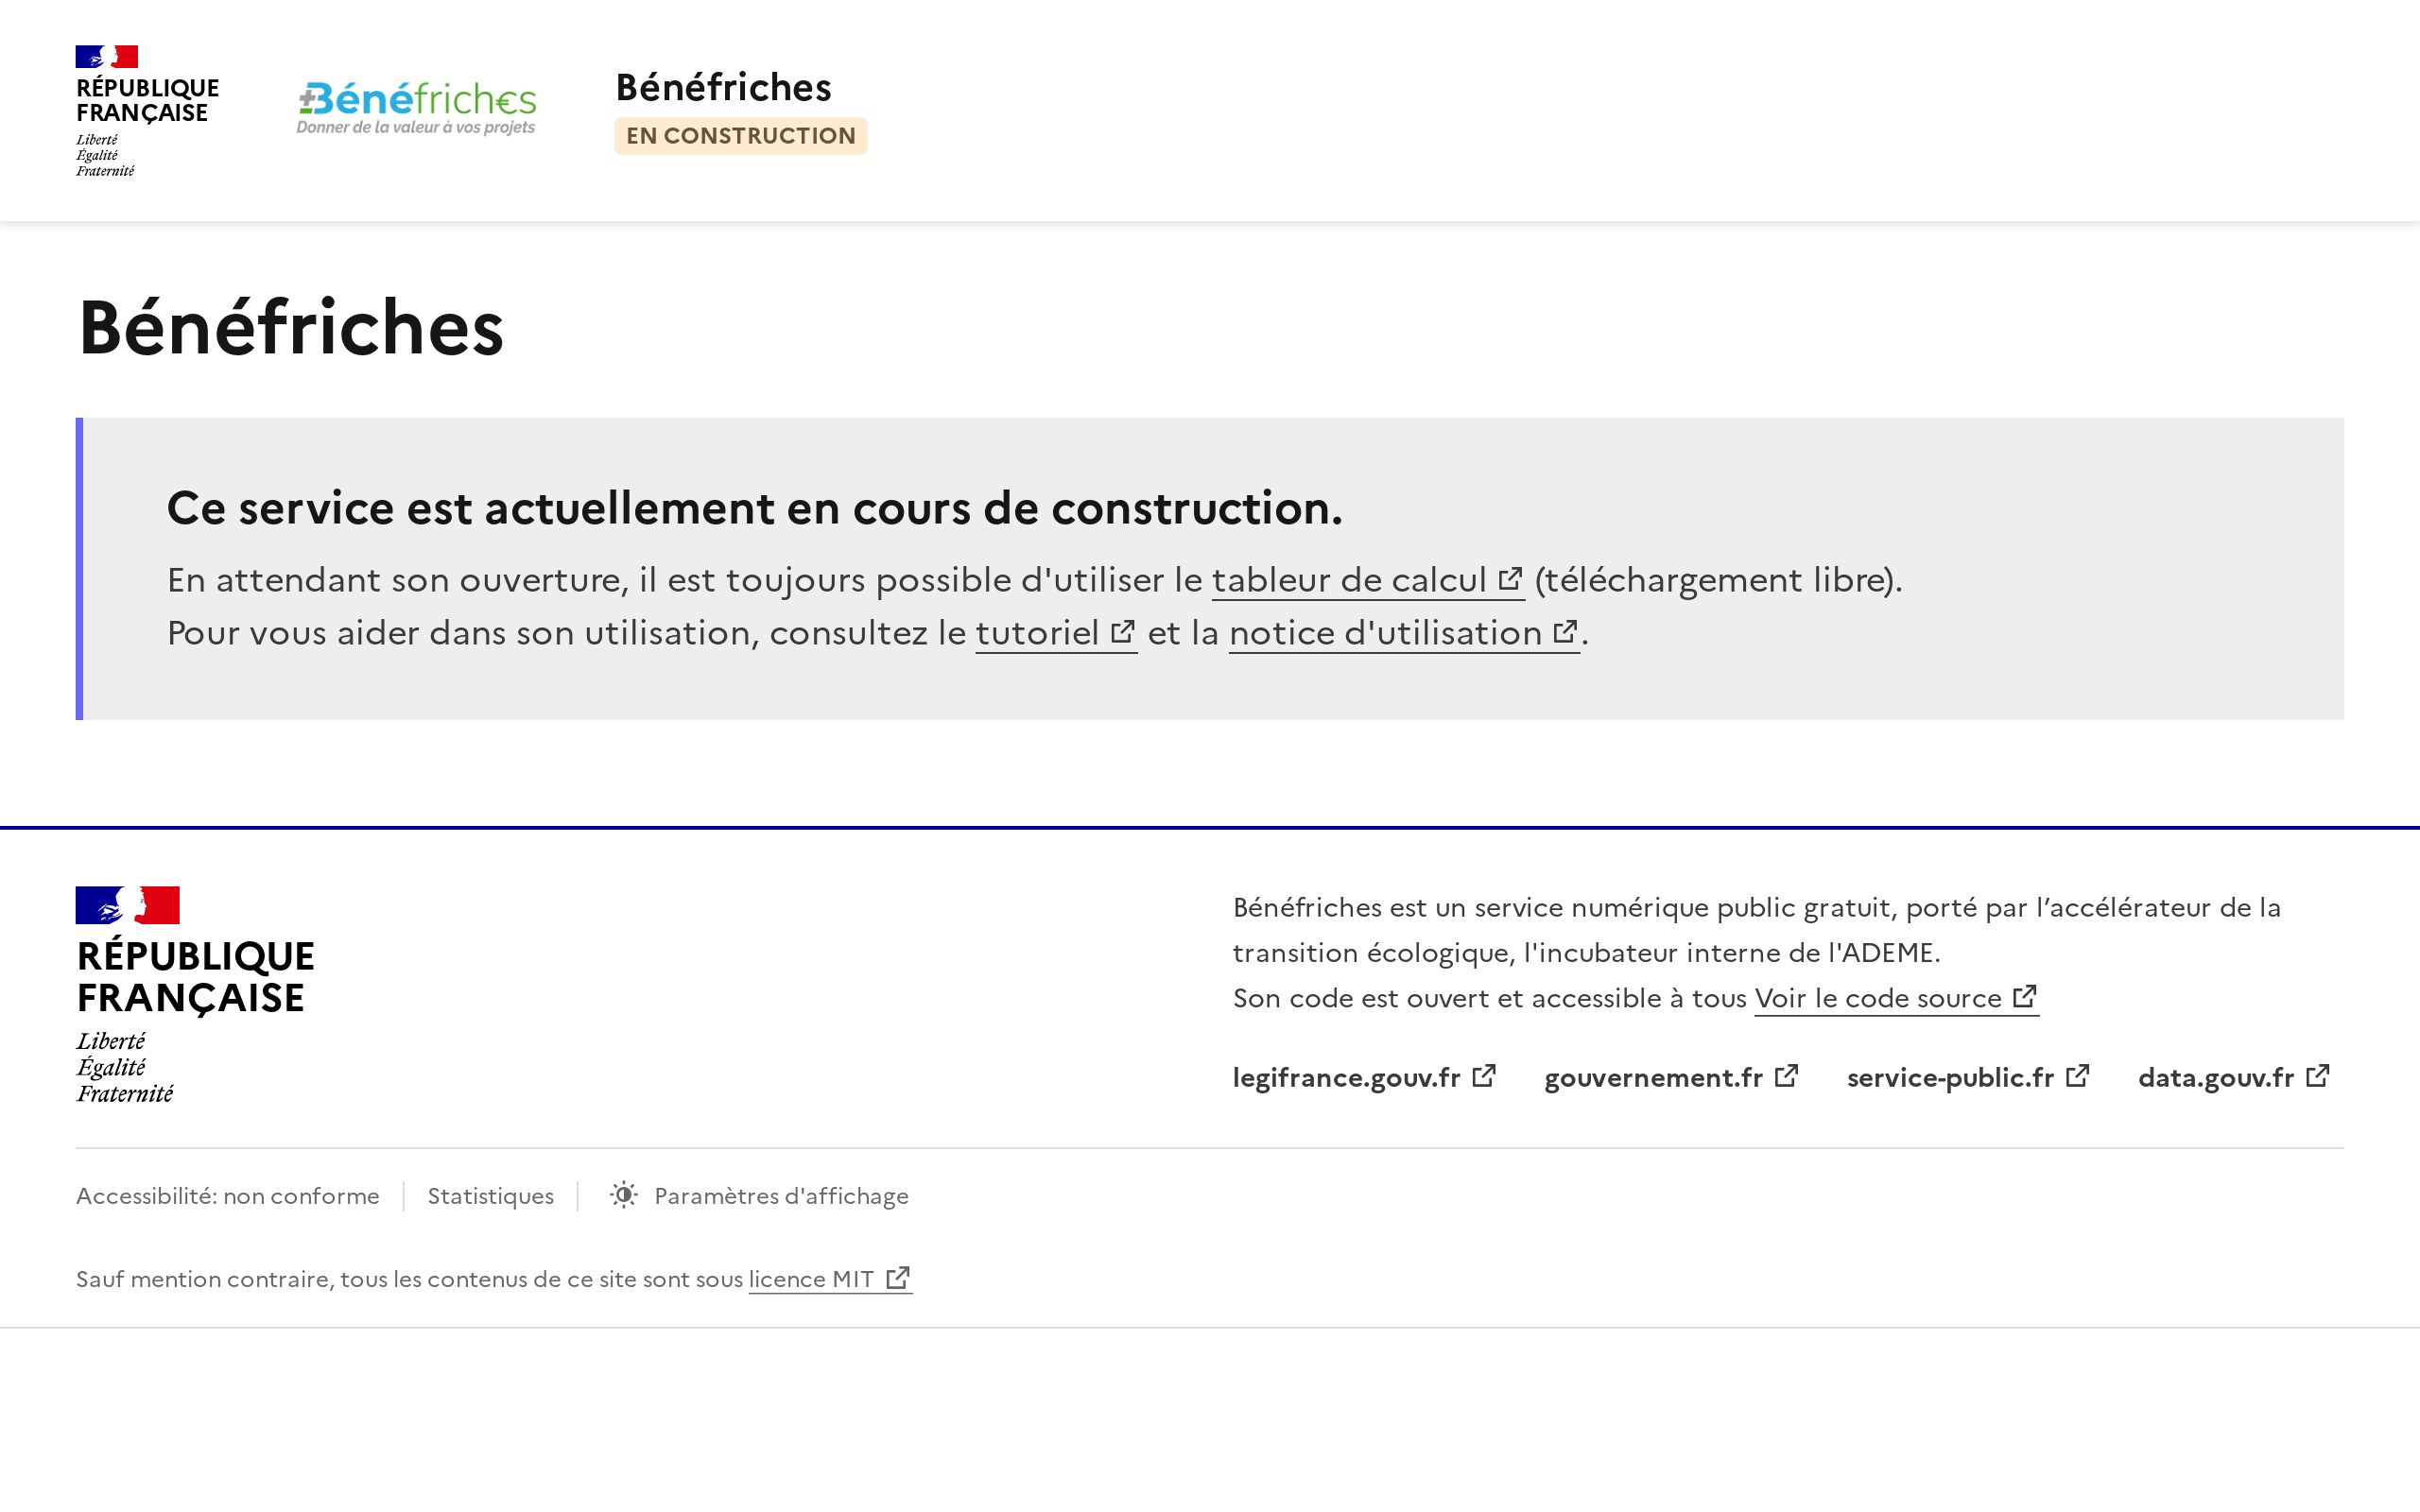 RÉPUBLIQUE
FRANÇAISE
Liberté
Égalité
Fraternité
Bénéfrich€s
Donner de la valeur à vos projets
Bénéfriches
EN CONSTRUCTION
Bénéfriches
Ce service est actuellement en cours de construction.
En attendant son ouverture, il est toujours possible d'utiliser le tableur de calcul (téléchargement libre).
Pour vous aider dans son utilisation, consultez le tutoriel et la notice d'utilisation.
RÉPUBLIQUE
FRANÇAISE
Liberté
Égalité
Fraternité
Bénéfriches est un service numérique public gratuit, porté par l’accélérateur de la
transition écologique, l'incubateur interne de l'ADEME.
Son code est ouvert et accessible à tous Voir le code source
legifrance.gouv.fr gouvernement.fr service-public.fr data.gouv.fr
Accessibilité: non conforme Statistiques Paramètres d'affichage
Sauf mention contraire, tous les contenus de ce site sont sous licence MIT